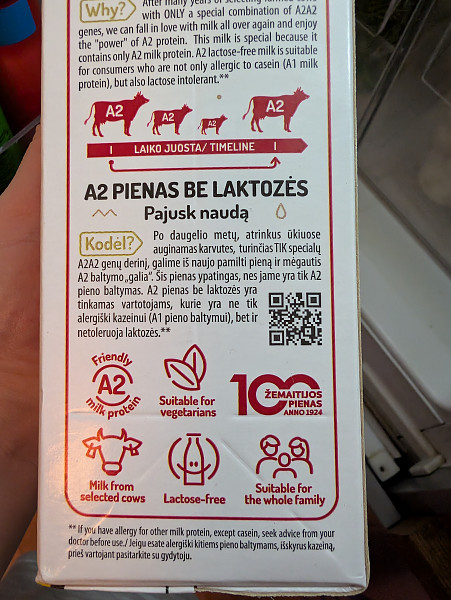 Why?
After many years of selecting farmed cows
with ONLY a special combination of A2A2
genes, we can fall in love with milk all over again and enjoy
the "power" of A2 protein. This milk is special because it
contains only A2 milk protein. A2 lactose-free milk is suitable
for consumers who are not only allergic to casein (A1 milk
protein), but also lactose intolerant.**
A2 A2 A2 A2
LAIKO JUOSTA/ TIMELINE
A2 PIENAS BE LAKTOZĖS
Pajusk naudą
Kodėl?
Po daugelio metų, atrinkus ūkiuose
auginamas karvutes, turinčias TIK specialų
A2A2 genų derinį, galime iš naujo pamilti pieną ir mėgautis
A2 baltymo „galia". Šis pienas ypatingas, nes jame yra tik A2
pieno baltymas. A2 pienas be laktozės yra
tinkamas vartotojams, kurie yra ne tik
alergiški kazeinui (A1 pieno baltymui), bet ir
netoleruoja laktozės.**
Friendly
A2
milk protein
Suitable for
vegetarians
100
ŽEMAITIJOS
PIENAS
ANNO 1924
Milk from
selected cows
Lactose-free
Suitable for
the whole family
** If you have allergy for other milk protein, except casein, seek advice from your
doctor before use./ Jeigu esate alergiški kitiems pieno baltymams, išskyrus kazeiną,
prieš vartojant pasitarkite su gydytoju.